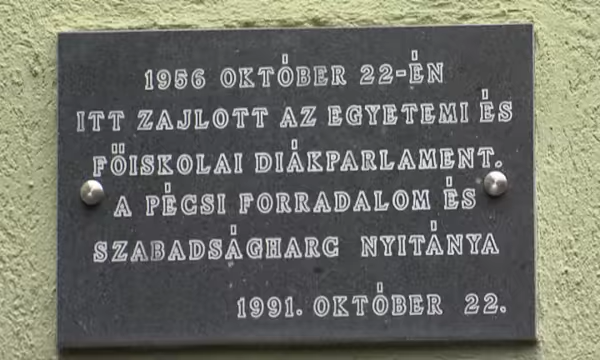 1956 OKTÓBER 22-ÉN
ITT ZAJLOTT AZ EGYETEMI ÉS
FŐISKOLAI DIÁKPARLAMENT.
A PÉCSI FORRADALOM ÉS
SZABADSÁGHARC NYITÁNYA
1991. OKTÓBER 22.